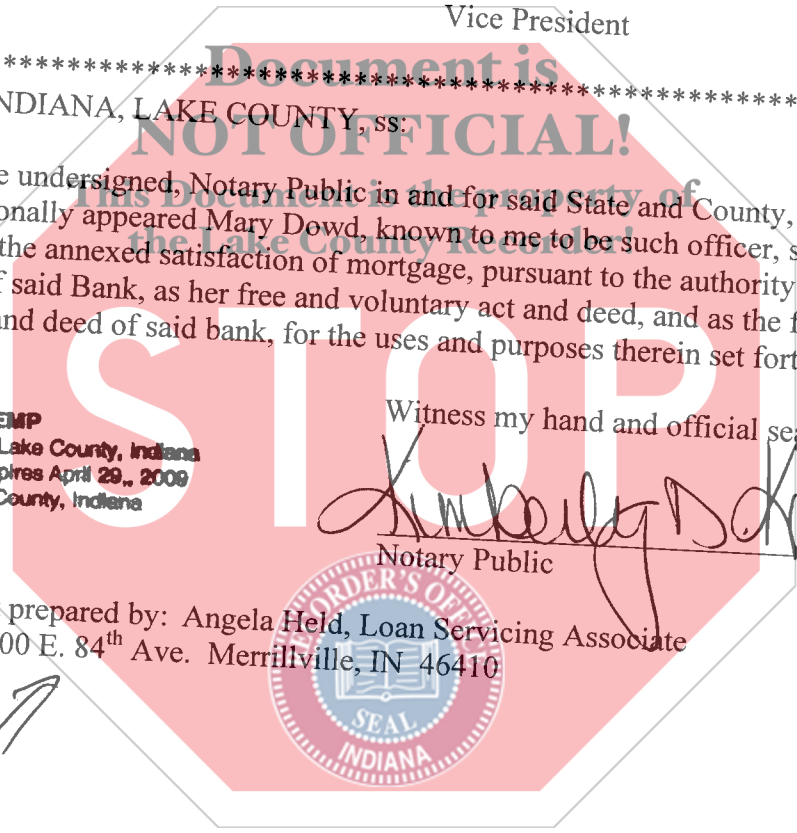 Vice President
Document is
****************************************************************
NDIANA, LAKE COUNTY, ss:
NOT OFFICIAL!
e undersigned, Notary Public in and for said State and County,
This Document is the property of
onally appeared Mary Dowd, known to me to be such officer, s
the Lake County Recorder!
the annexed satisfaction of mortgage, pursuant to the authority
f said Bank, as her free and voluntary act and deed, and as the f
and deed of said bank, for the uses and purposes therein set fort
STOP
EMP
Lake County, Indiana
pires April 29,, 2009
County, Indiana
Witness my hand and official sea
Kimberly D K
Notary Public
prepared by: Angela Held, Loan Servicing Associate
00 E. 84th Ave. Merrillville, IN 46410
RECORDER'S OFFICE
SEAL
INDIANA